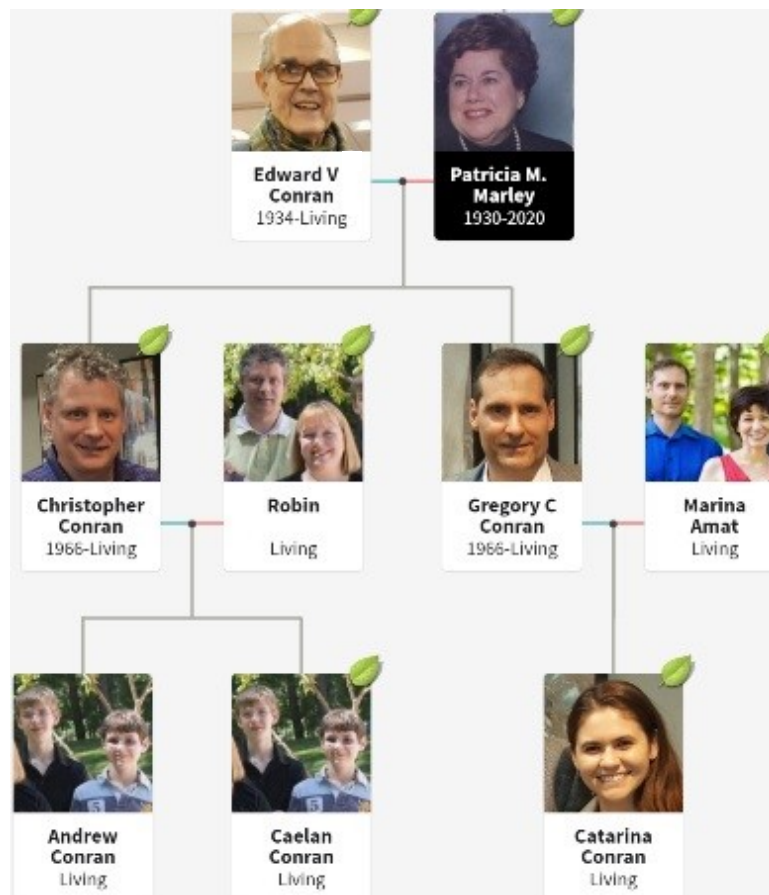 Edward V
Conran
1934-Living
Patricia M.
Marley
1930-2020
Christopher
Conran
1966-Living
Robin
Living
Gregory C
Conran
1966-Living
Marina
Amat
Living
Andrew
Conran
Living
Caelan
Conran
Living
Catarina
Conran
Living